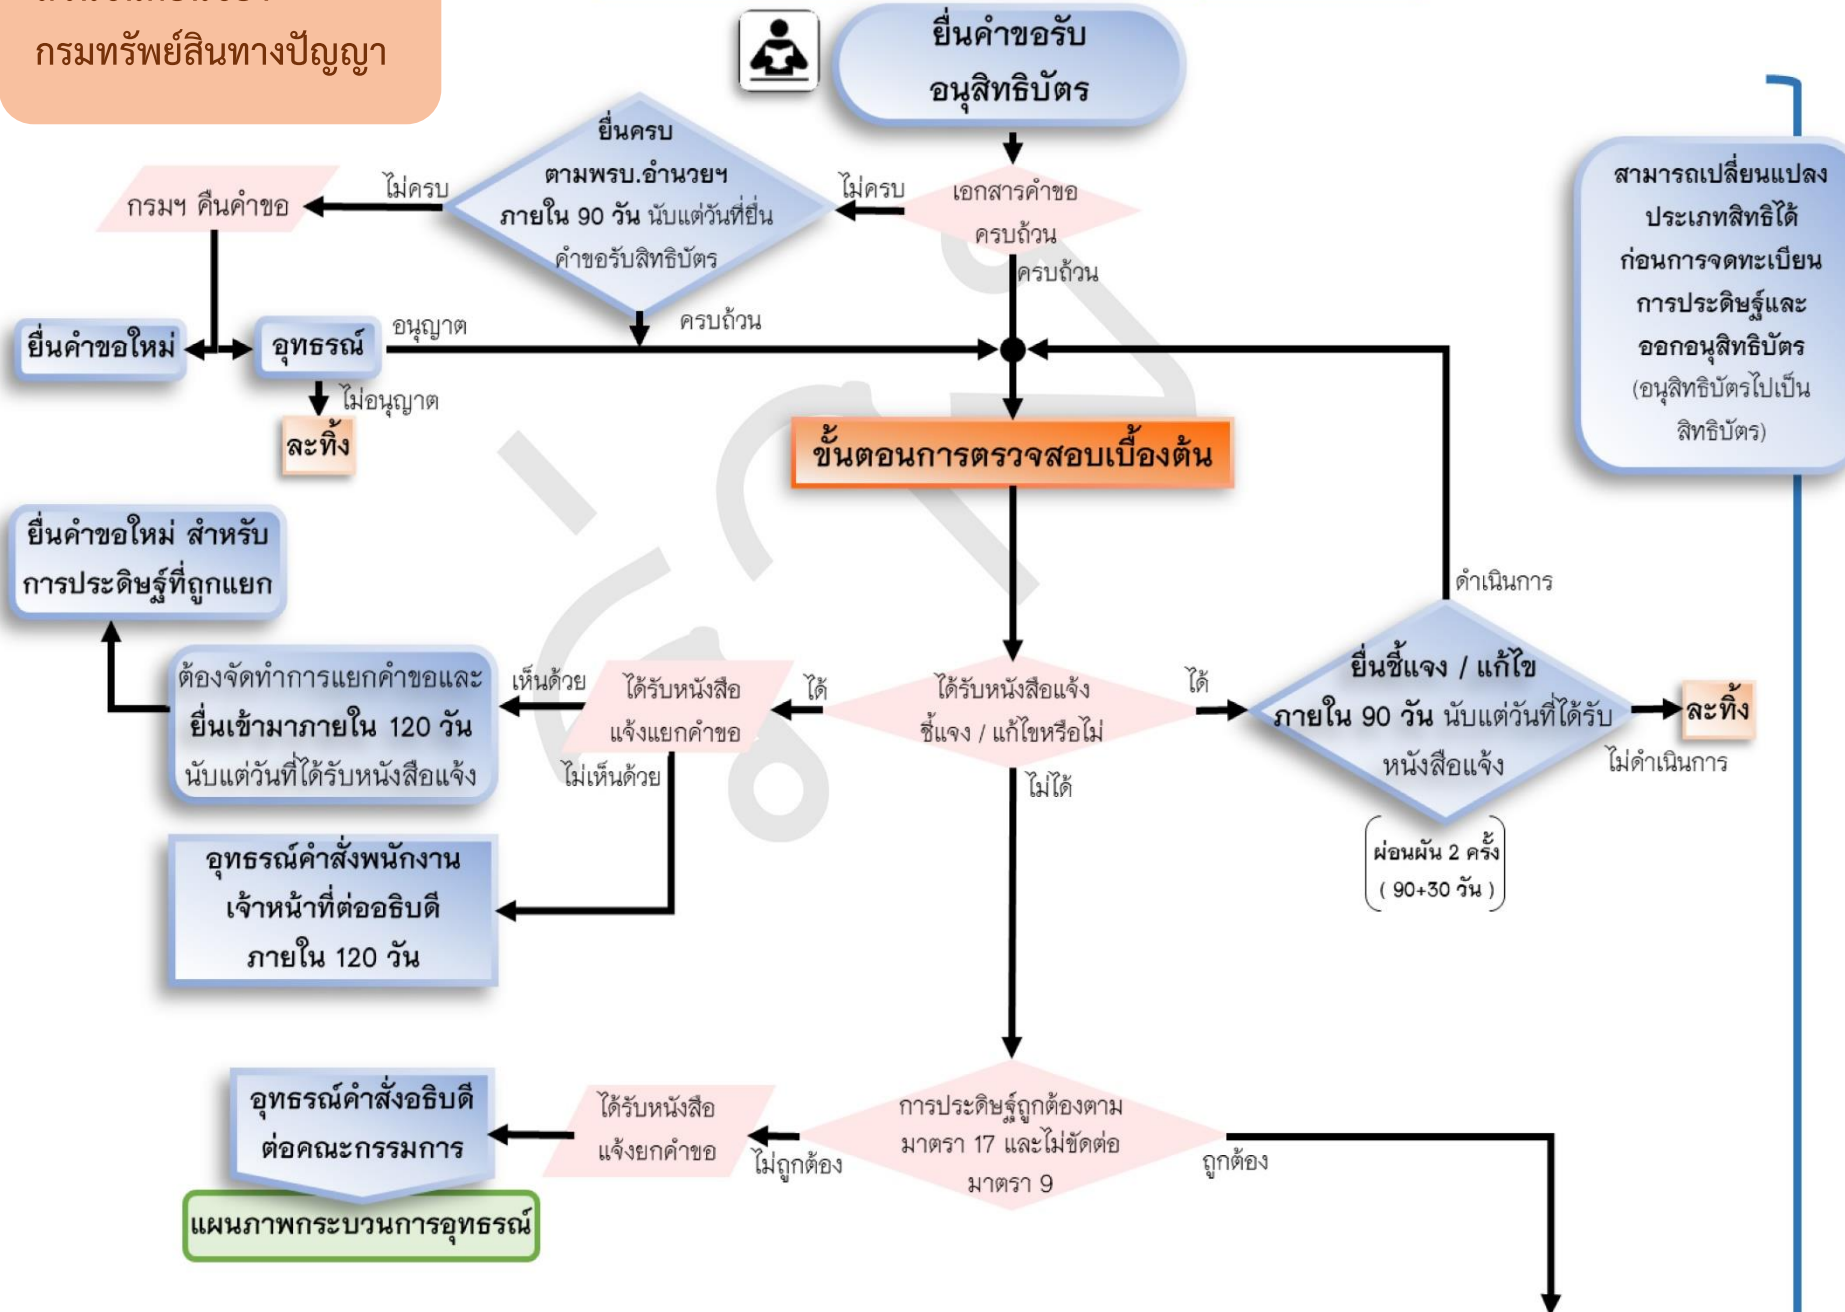 กรมทรัพย์สินทางปัญญา
ยื่นคำขอรับ
อนุสิทธิบัตร
ยื่นครบ
ตามพรบ.อำนวยฯ
ภายใน 90 วัน นับแต่วันที่ยื่น
คำขอรับสิทธิบัตร
ไม่ครบ
กรมฯ คืนคำขอ
ไม่ครบ
เอกสารคำขอ
ครบถ้วน
ครบถ้วน
สามารถเปลี่ยนแปลง
ประเภทสิทธิได้
ก่อนการจดทะเบียน
การประดิษฐ์และ
ออกอนุสิทธิบัตร
(อนุสิทธิบัตรไปเป็น
สิทธิบัตร)
ยื่นคำขอใหม่
อุทธรณ์
อนุญาต
ครบถ้วน
ไม่อนุญาต
ละทิ้ง
ขั้นตอนการตรวจสอบเบื้องต้น
ยื่นคำขอใหม่ สำหรับ
การประดิษฐ์ที่ถูกแยก
ดำเนินการ
ต้องจัดทำการแยกคำขอและ
ยื่นเข้ามาภายใน 120 วัน
นับแต่วันที่ได้รับหนังสือแจ้ง
เห็นด้วย
ได้รับหนังสือ
แจ้งแยกคำขอ
ได้
ได้รับหนังสือแจ้ง
ชี้แจง / แก้ไขหรือไม่
ได้
ยื่นชี้แจง / แก้ไข
ภายใน 90 วัน นับแต่วันที่ได้รับ
หนังสือแจ้ง
ละทิ้ง
ไม่ดำเนินการ
ไม่เห็นด้วย
ไม่ได้
ผ่อนผัน 2 ครั้ง
( 90+30 วัน )
อุทธรณ์คำสั่งพนักงาน
เจ้าหน้าที่ต่ออธิบดี
ภายใน 120 วัน
อุทธรณ์คำสั่งอธิบดี
ต่อคณะกรรมการ
ได้รับหนังสือ
แจ้งยกคำขอ
ไม่ถูกต้อง
การประดิษฐ์ถูกต้องตาม
มาตรา 17 และไม่ขัดต่อ
มาตรา 9
ถูกต้อง
แผนภาพกระบวนการอุทธรณ์